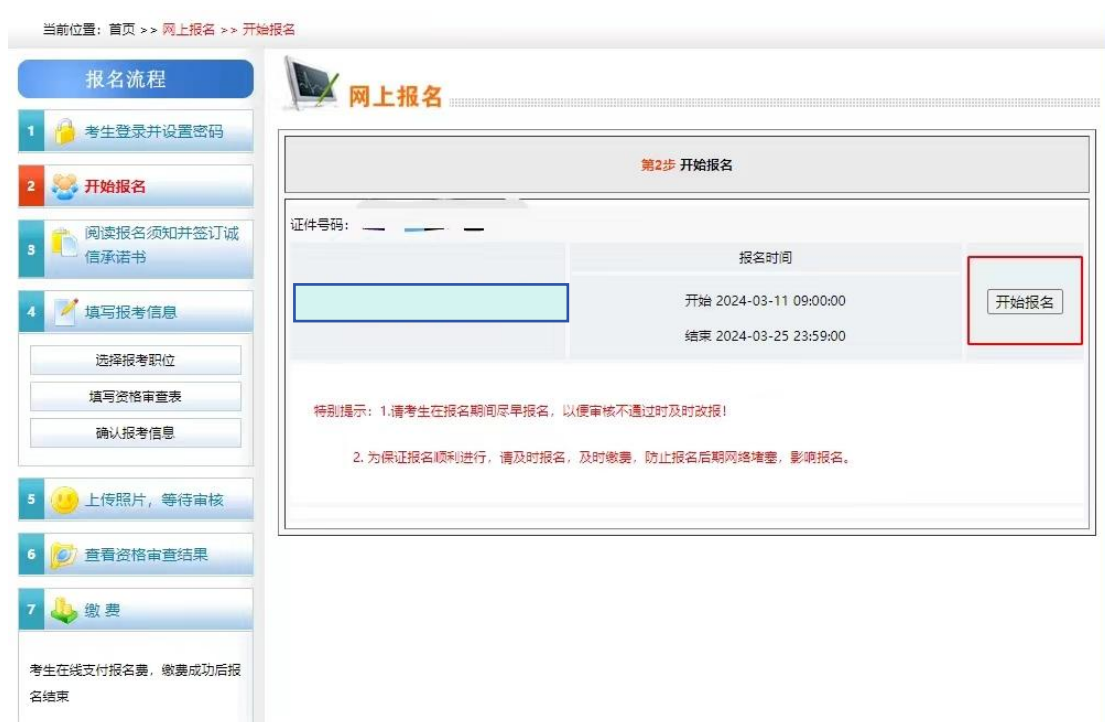 当前位置：首页 >> 网上报名 >> 开始报名
报名流程
1 考生登录并设置密码
2 开始报名
3 阅读报名须知并签订诚
信承诺书
4 填写报考信息
选择报考职位
填写资格审查表
确认报考信息
5 上传照片，等待审核
6 查看资格审查结果
7 缴 费
考生在线支付报名费，缴费成功后报
名结束
网上报名
第2步 开始报名
证件号码：
报名时间
开始 2024-03-11 09:00:00
结束 2024-03-25 23:59:00
开始报名
特别提示：1.请考生在报名期间尽早报名，以便审核不通过时及时改报！
2. 为保证报名顺利进行，请及时报名，及时缴费，防止报名后期网络堵塞，影响报名。